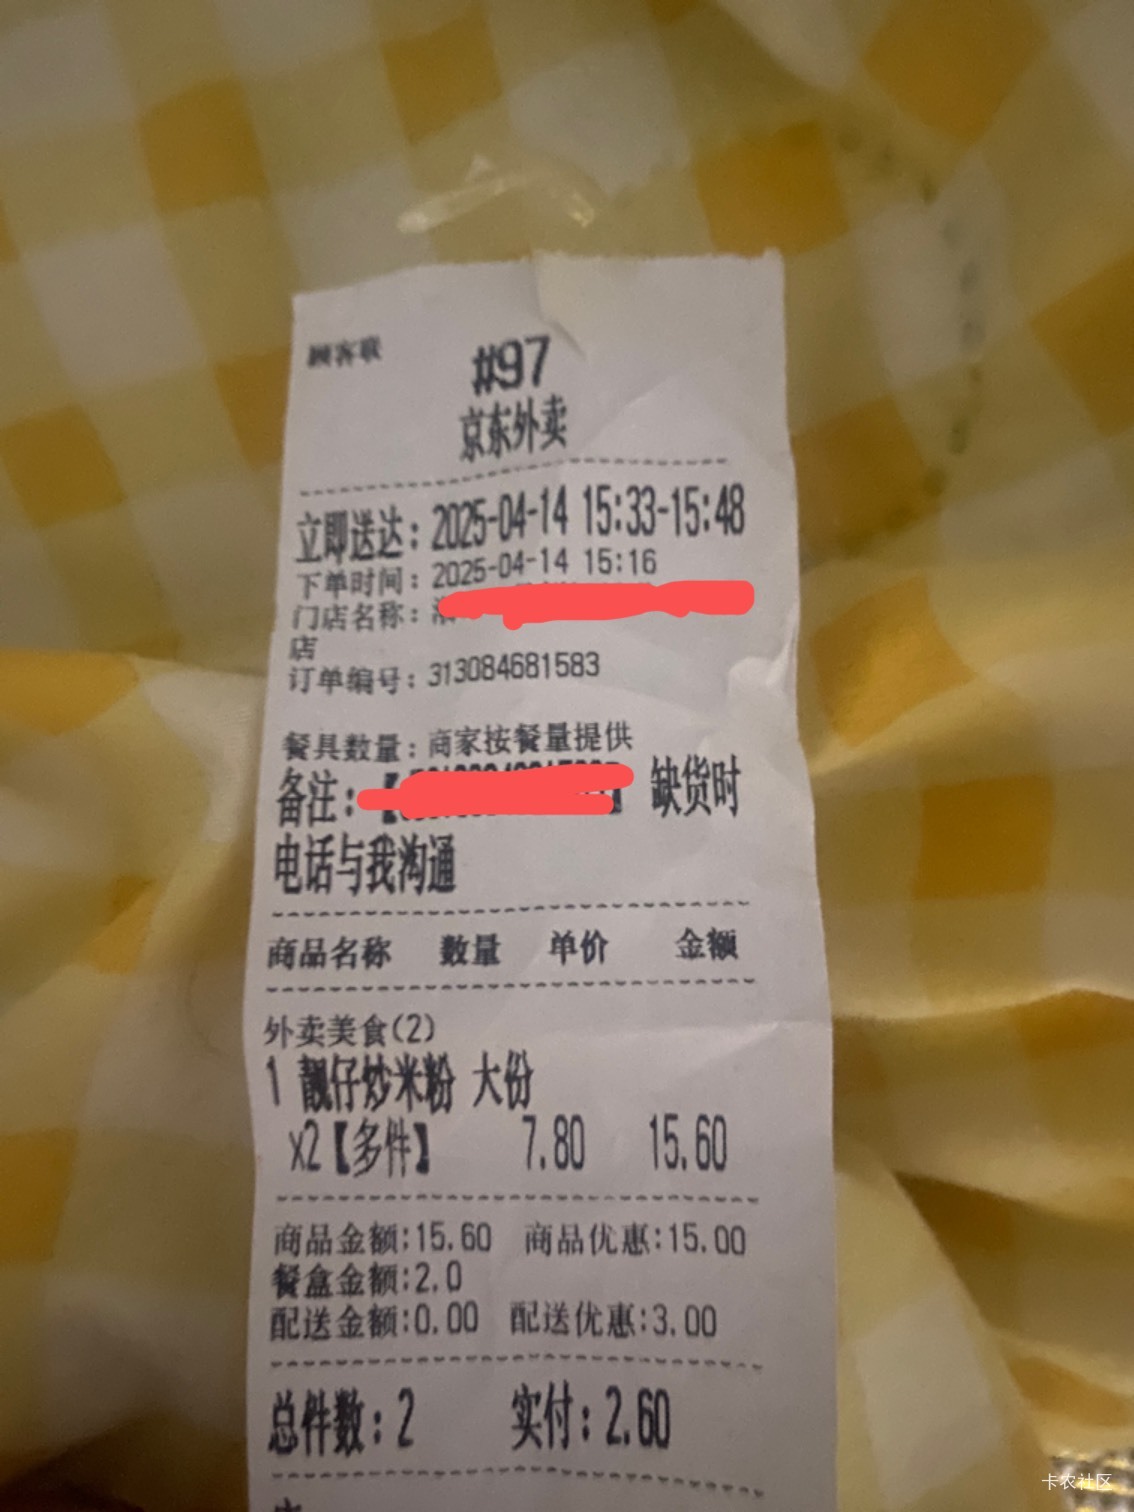 顾客联
#97
京东外卖
立即送达：2025-04-14 15:33-15:48
下单时间：2025-04-14 15:16
门店名称：
店
订单编号：313084681583
餐具数量：商家按餐量提供
备注：【 】 缺货时
电话与我沟通
商品名称 数量 单价 金额
外卖美食(2)
1 靓仔炒米粉 大份
x2【多件】 7.80 15.60
商品金额:15.60 商品优惠:15.00
餐盒金额:2.0
配送金额:0.00 配送优惠:3.00
总件数：2 实付：2.60
卡农社区